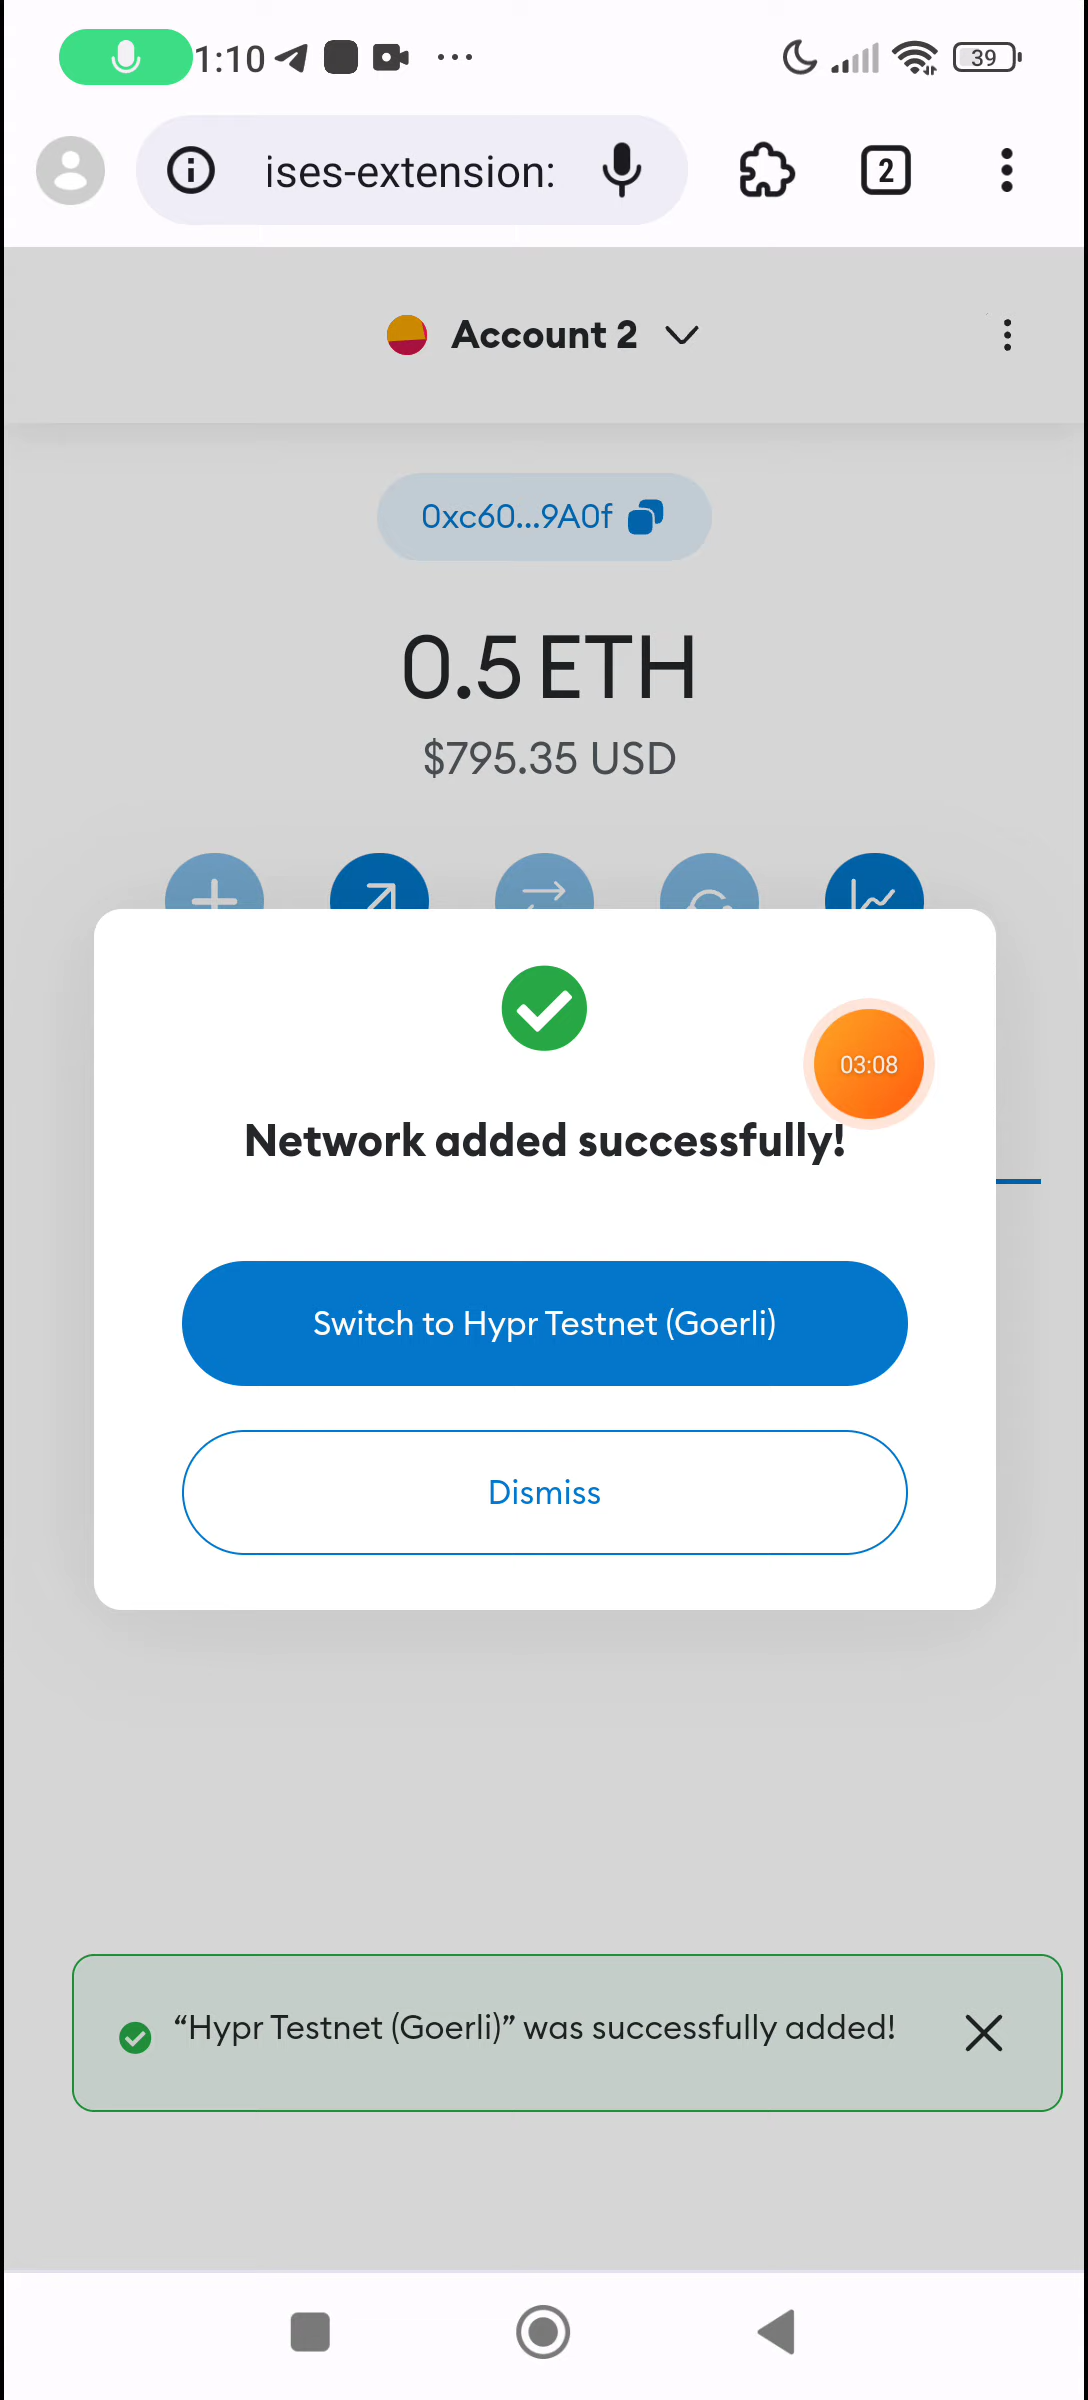 1:10
39
ises-extension:
2
Account 2
0xc60...9A0f
0.5 ETH
$795.35 USD
03:08
Network added successfully!
Switch to Hypr Testnet (Goerli)
Dismiss
“Hypr Testnet (Goerli)” was successfully added!